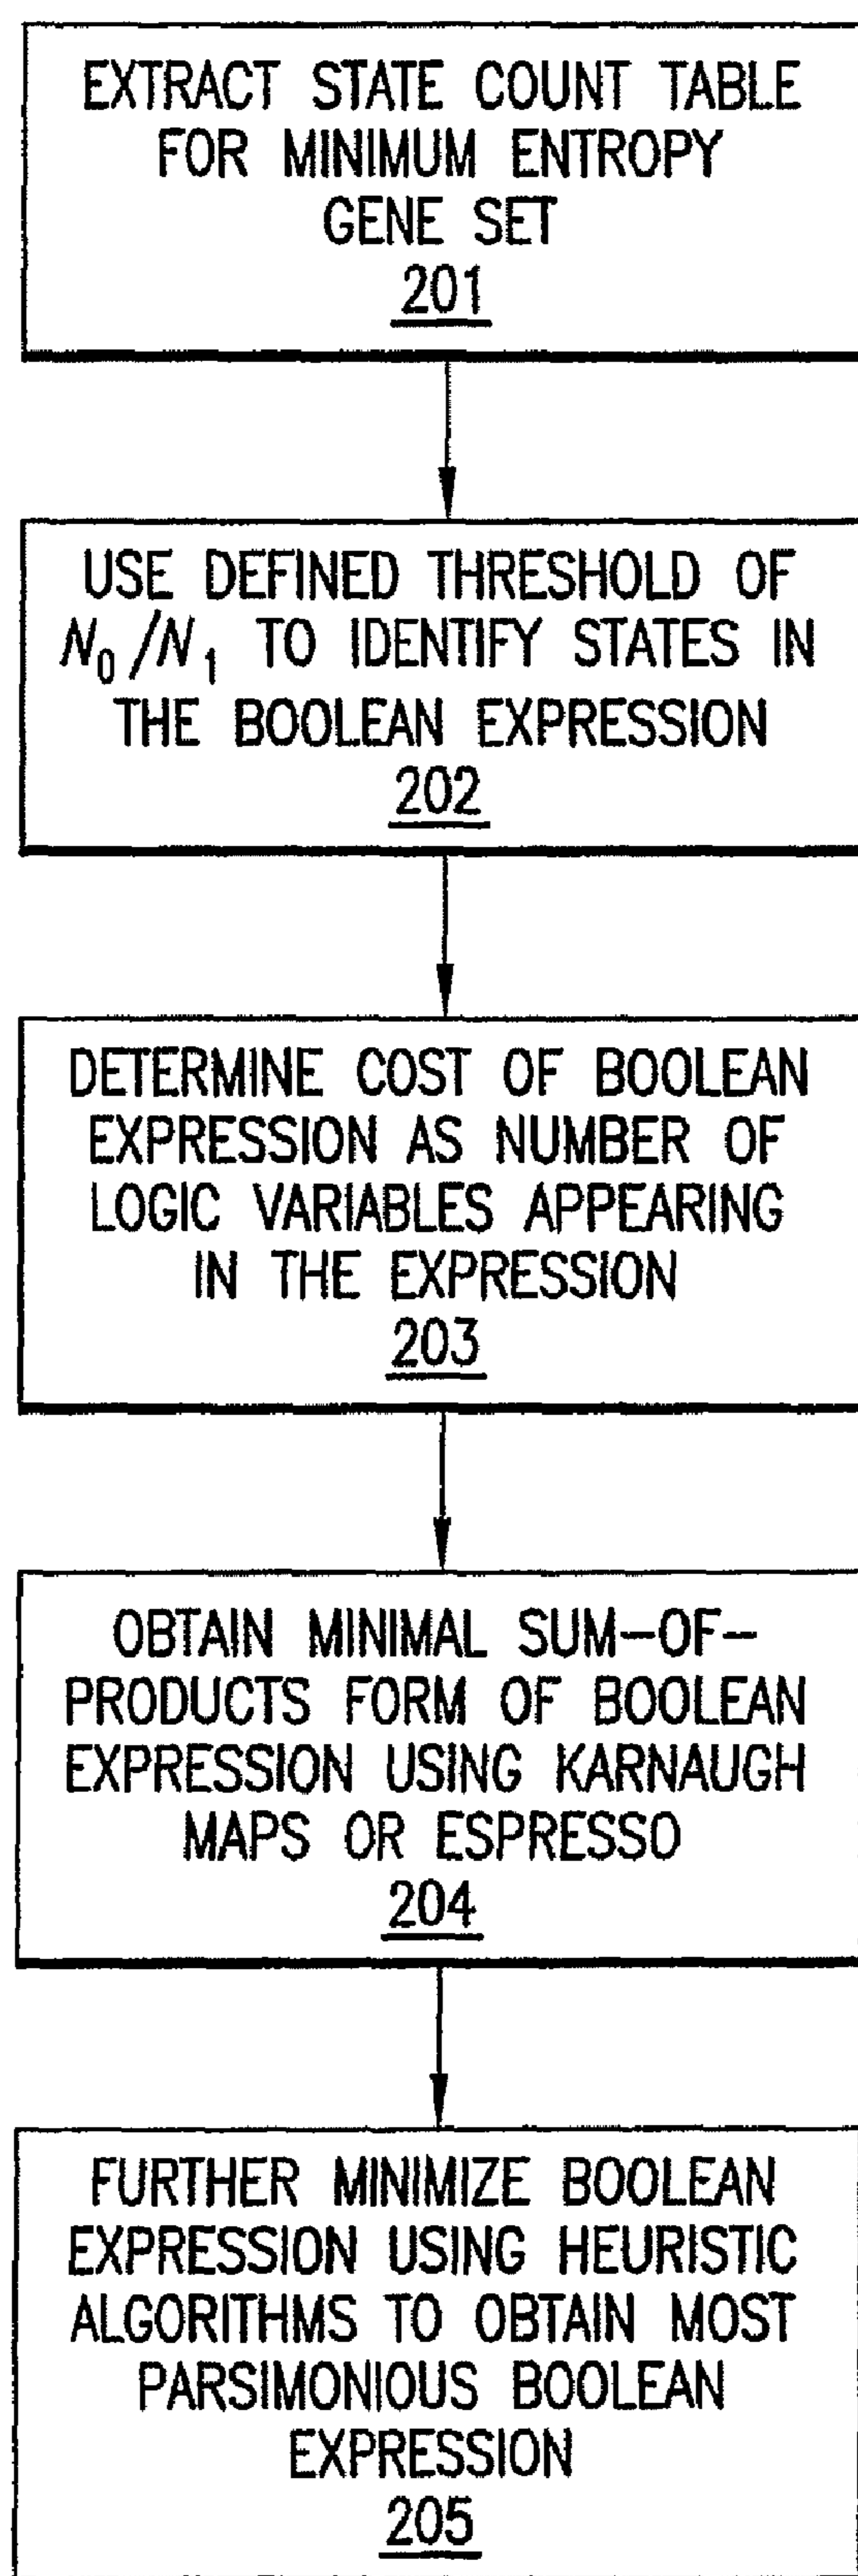 EXTRACT STATE COUNT TABLE
FOR MINIMUM ENTROPY
GENE SET
201
USE DEFINED THRESHOLD OF
N₀/N₁ TO IDENTIFY STATES IN
THE BOOLEAN EXPRESSION
202
DETERMINE COST OF BOOLEAN
EXPRESSION AS NUMBER OF
LOGIC VARIABLES APPEARING
IN THE EXPRESSION
203
OBTAIN MINIMAL SUM-OF-
PRODUCTS FORM OF BOOLEAN
EXPRESSION USING KARNAUGH
MAPS OR ESPRESSO
204
FURTHER MINIMIZE BOOLEAN
EXPRESSION USING HEURISTIC
ALGORITHMS TO OBTAIN MOST
PARSIMONIOUS BOOLEAN
EXPRESSION
205